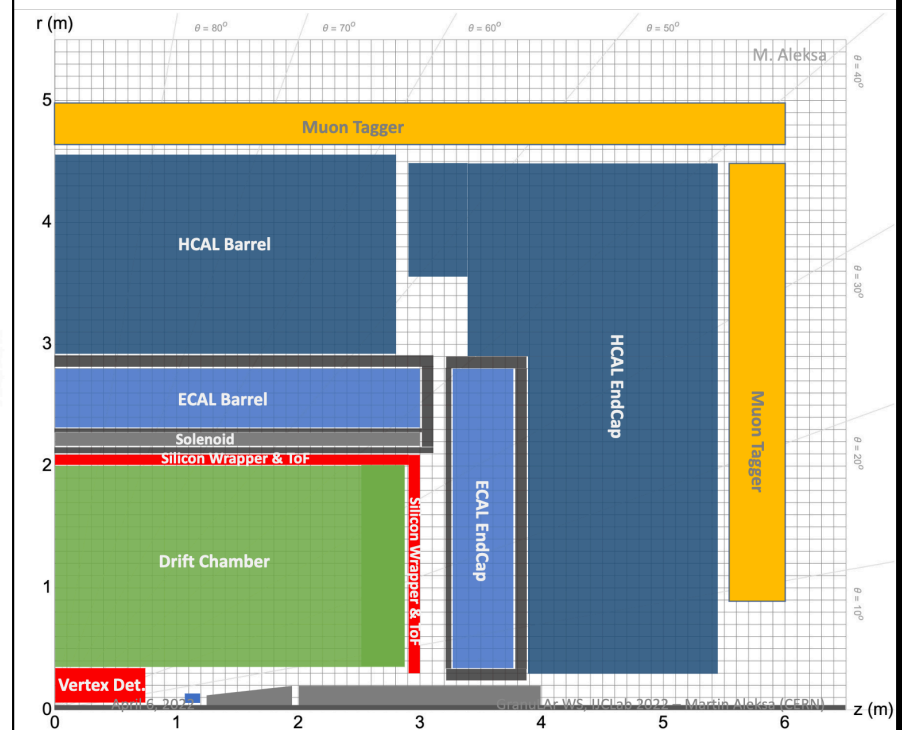 r (m)
θ = 80°
θ = 70°
θ = 60°
θ = 50°
M. Aleksa
θ = 40°
5
Muon Tagger
4
HCAL Barrel
θ = 30°
3
HCAL EndCap
ECAL Barrel
Muon Tagger
Solenoid
θ = 20°
2
Silicon Wrapper & ToF
Silicon Wrapper & ToF
ECAL EndCap
Drift Chamber
1
θ = 10°
Vertex Det.
April 6, 2022
GranuLAr WS, IJCLab 2022 – Martin Aleksa (CERN)
0
z (m)
0 1 2 3 4 5 6